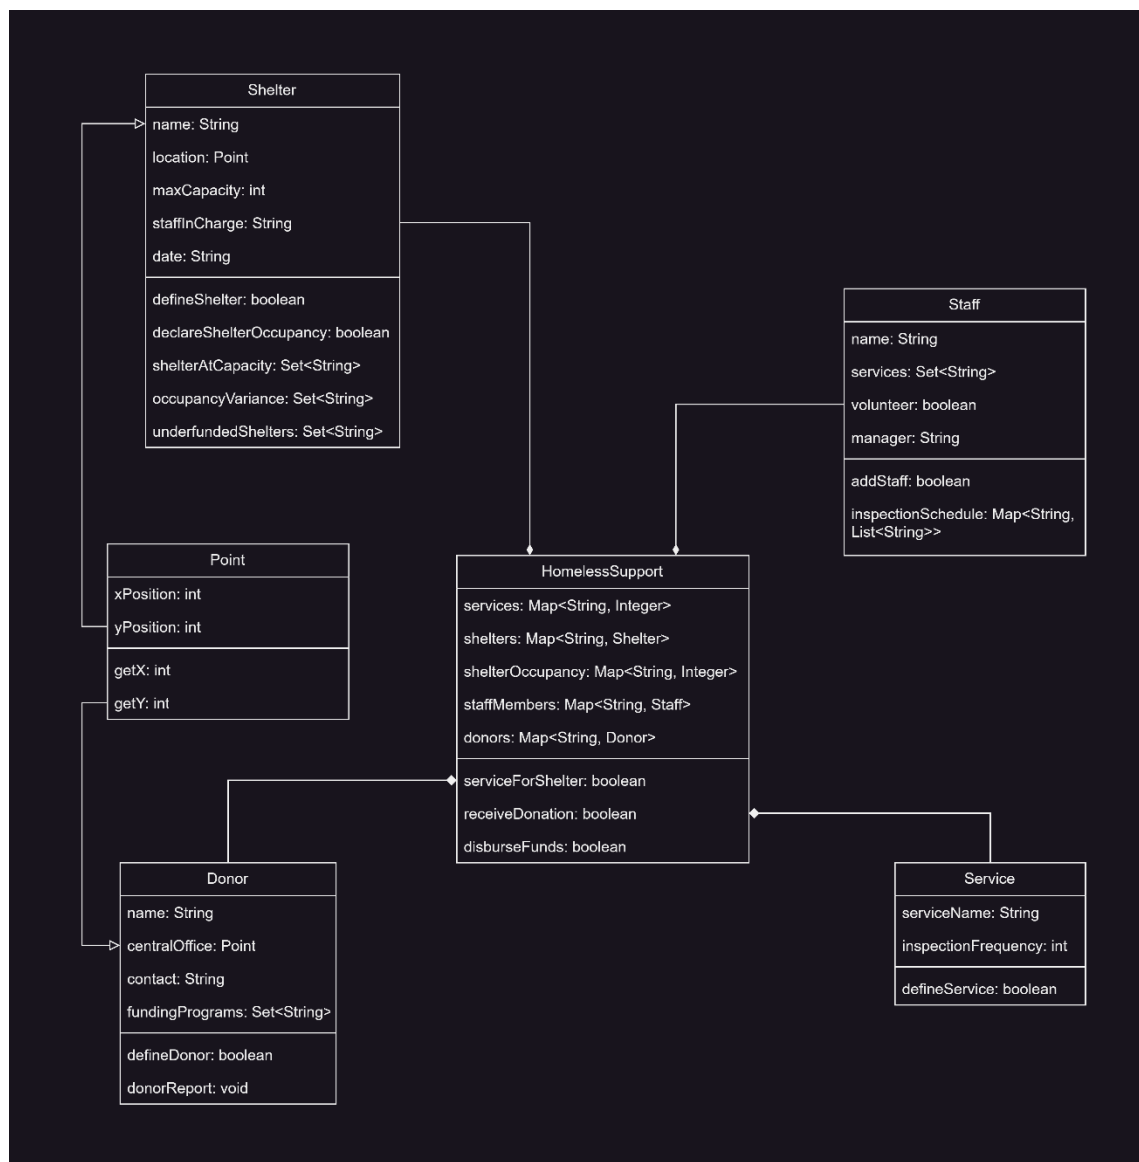 Shelter
name: String
location: Point
maxCapacity: int
staffInCharge: String
date: String
defineShelter: boolean
declareShelterOccupancy: boolean
shelterAtCapacity: Set<String>
occupancyVariance: Set<String>
underfundedShelters: Set<String>
Staff
name: String
services: Set<String>
volunteer: boolean
manager: String
addStaff: boolean
inspectionSchedule: Map<String,
List<String>>
Point
xPosition: int
yPosition: int
getX: int
getY: int
HomelessSupport
services: Map<String, Integer>
shelters: Map<String, Shelter>
shelterOccupancy: Map<String, Integer>
staffMembers: Map<String, Staff>
donors: Map<String, Donor>
serviceForShelter: boolean
receiveDonation: boolean
disburseFunds: boolean
Donor
name: String
centralOffice: Point
contact: String
fundingPrograms: Set<String>
defineDonor: boolean
donorReport: void
Service
serviceName: String
inspectionFrequency: int
defineService: boolean